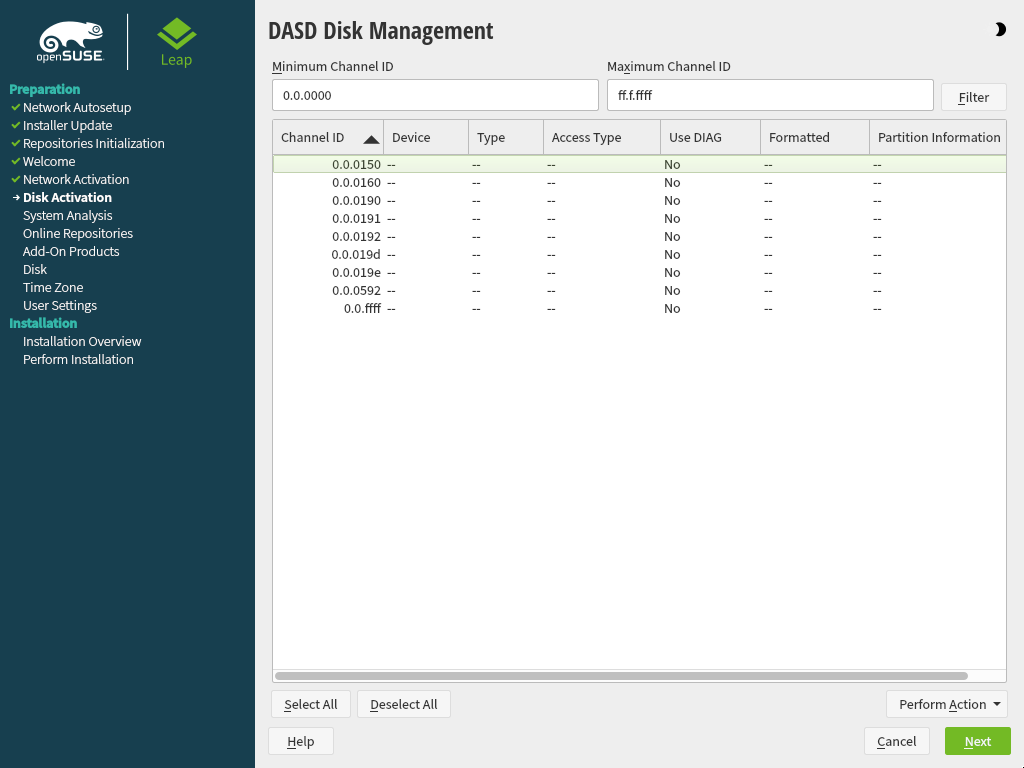 openSUSE
Leap
Preparation
Network Autosetup
Installer Update
Repositories Initialization
Welcome
Network Activation
Disk Activation
System Analysis
Online Repositories
Add-On Products
Disk
Time Zone
User Settings
Installation
Installation Overview
Perform Installation
DASD Disk Management
Minimum Channel ID Maximum Channel ID
0.0.0000 ff.f.ffff Filter
Channel ID Device Type Access Type Use DIAG Formatted Partition Information
0.0.0150 -- -- -- No -- --
0.0.0160 -- -- -- No -- --
0.0.0190 -- -- -- No -- --
0.0.0191 -- -- -- No -- --
0.0.0192 -- -- -- No -- --
0.0.019d -- -- -- No -- --
0.0.019e -- -- -- No -- --
0.0.0592 -- -- -- No -- --
0.0.ffff -- -- -- No -- --
Select All Deselect All Perform Action
Help Cancel Next